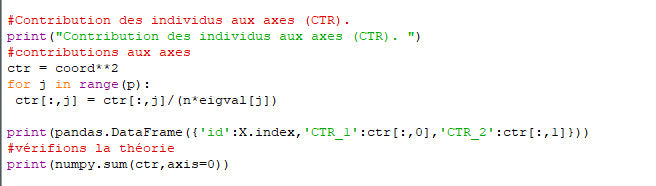 #Contribution des individus aux axes (CTR).
print("Contribution des individus aux axes (CTR). ")
#contributions aux axes
ctr = coord**2
for j in range(p):
 ctr[:,j] = ctr[:,j]/(n*eigval[j])
print(pandas.DataFrame({'id':X.index,'CTR_1':ctr[:,0],'CTR_2':ctr[:,1]}))
#vérifions la théorie
print(numpy.sum(ctr,axis=0))